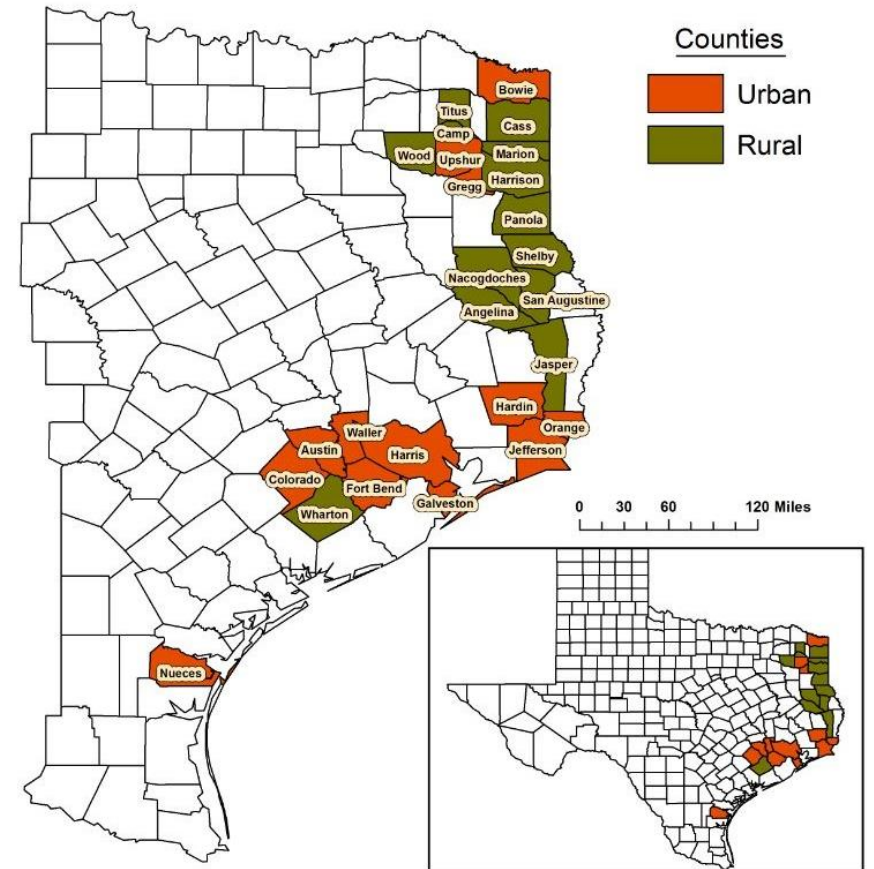 Counties
Urban
Rural
Bowie
Titus
Cass
Camp
Wood
Upshur
Marion
Gregg
Harrison
Panola
Shelby
Nacogdoches
San Augustine
Angelina
Jasper
Hardin
Orange
Waller
Austin
Harris
Jefferson
Colorado
Fort Bend
Galveston
Wharton
0 30 60 120 Miles
Nueces